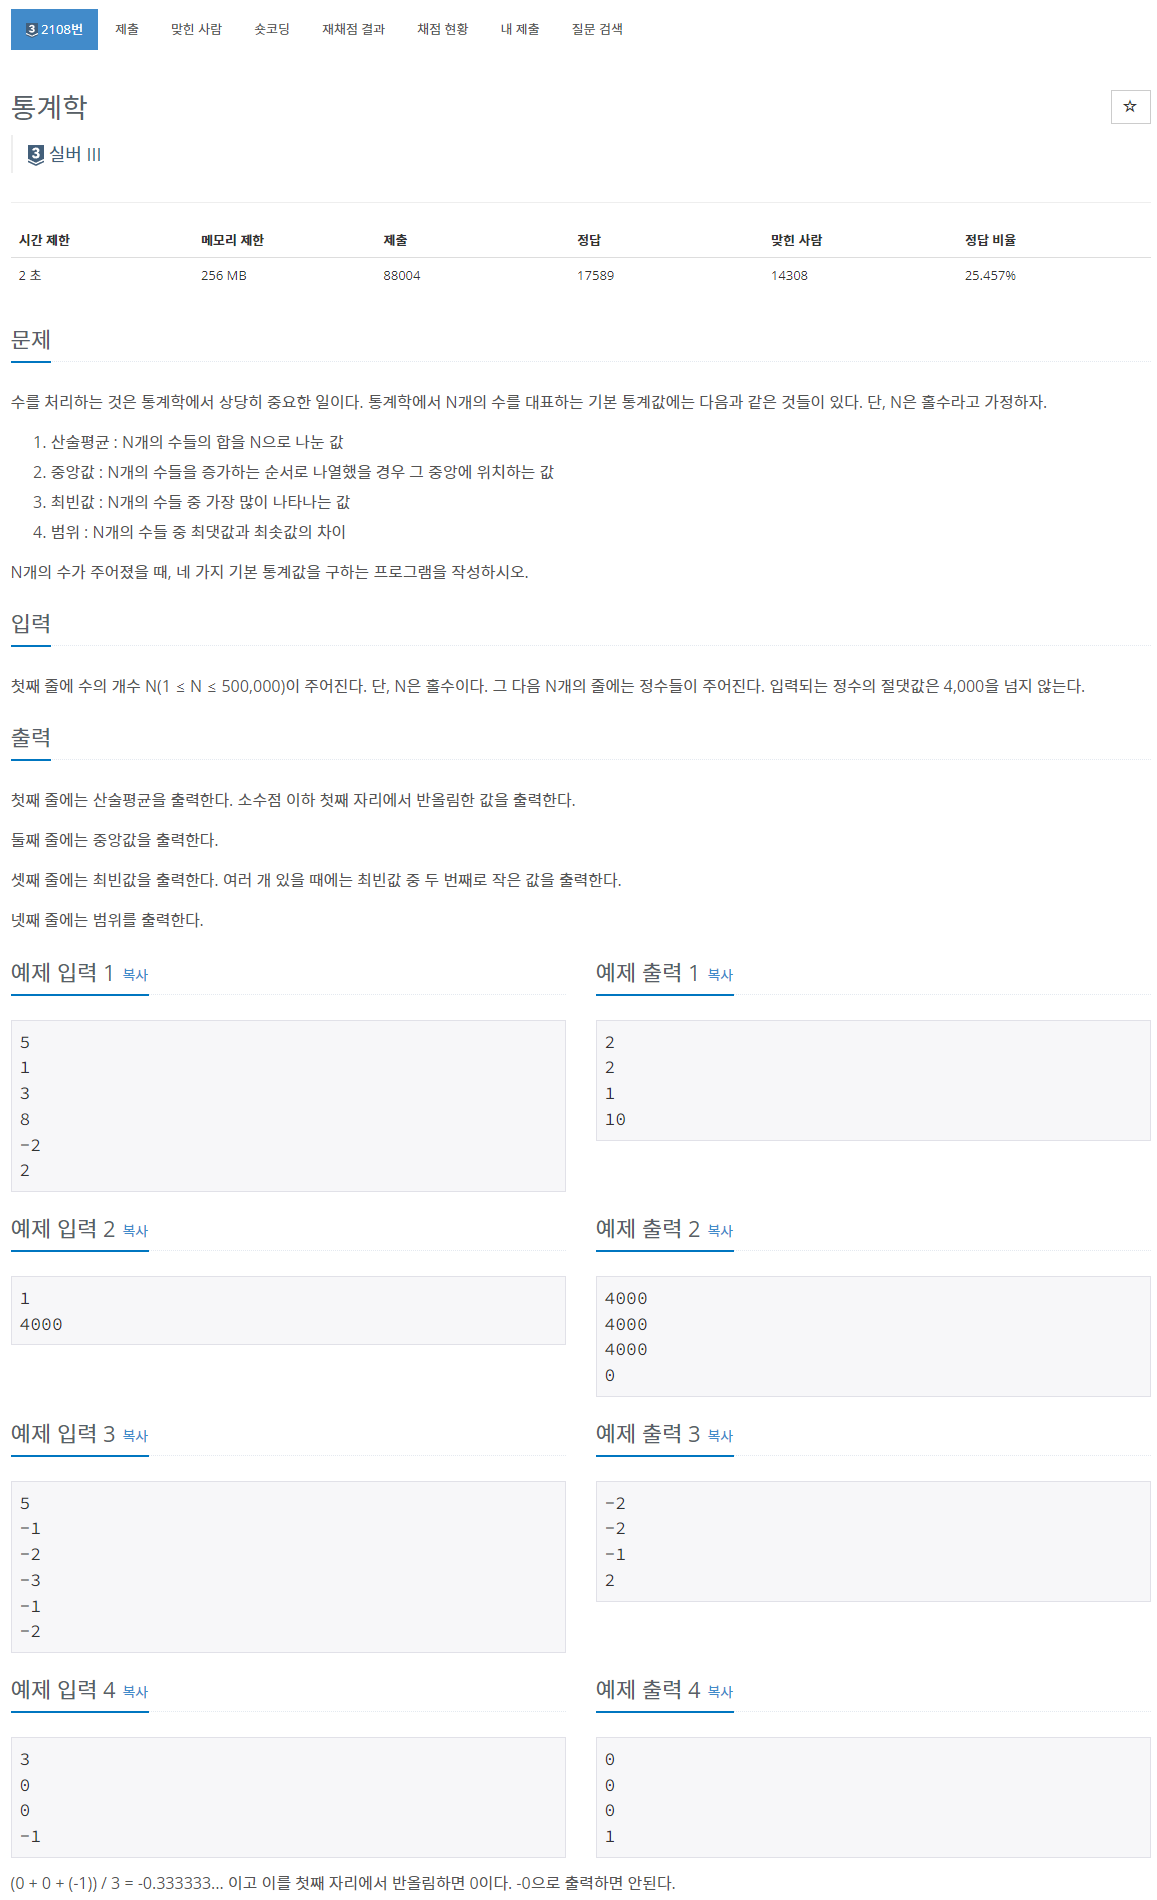 3 2108번 제출 맞힌 사람 숏코딩 재채점 결과 채점 현황 내 제출 질문 검색
통계학
☆
3 실버 III
시간 제한 메모리 제한 제출 정답 맞힌 사람 정답 비율
2 초 256 MB 88004 17589 14308 25.457%
문제
수를 처리하는 것은 통계학에서 상당히 중요한 일이다. 통계학에서 N개의 수를 대표하는 기본 통계값에는 다음과 같은 것들이 있다. 단, N은 홀수라고 가정하자.
1. 산술평균 : N개의 수들의 합을 N으로 나눈 값
2. 중앙값 : N개의 수들을 증가하는 순서로 나열했을 경우 그 중앙에 위치하는 값
3. 최빈값 : N개의 수들 중 가장 많이 나타나는 값
4. 범위 : N개의 수들 중 최댓값과 최솟값의 차이
N개의 수가 주어졌을 때, 네 가지 기본 통계값을 구하는 프로그램을 작성하시오.
입력
첫째 줄에 수의 개수 N(1 ≤ N ≤ 500,000)이 주어진다. 단, N은 홀수이다. 그 다음 N개의 줄에는 정수들이 주어진다. 입력되는 정수의 절댓값은 4,000을 넘지 않는다.
출력
첫째 줄에는 산술평균을 출력한다. 소수점 이하 첫째 자리에서 반올림한 값을 출력한다.
둘째 줄에는 중앙값을 출력한다.
셋째 줄에는 최빈값을 출력한다. 여러 개 있을 때에는 최빈값 중 두 번째로 작은 값을 출력한다.
넷째 줄에는 범위를 출력한다.
예제 입력 1 복사
5
1
3
8
-2
2
예제 출력 1 복사
2
2
1
10
예제 입력 2 복사
1
4000
예제 출력 2 복사
4000
4000
4000
0
예제 입력 3 복사
5
-1
-2
-3
-1
-2
예제 출력 3 복사
-2
-2
-1
2
예제 입력 4 복사
3
0
0
-1
예제 출력 4 복사
0
0
0
1
(0 + 0 + (-1)) / 3 = -0.333333... 이고 이를 첫째 자리에서 반올림하면 0이다. -0으로 출력하면 안된다.